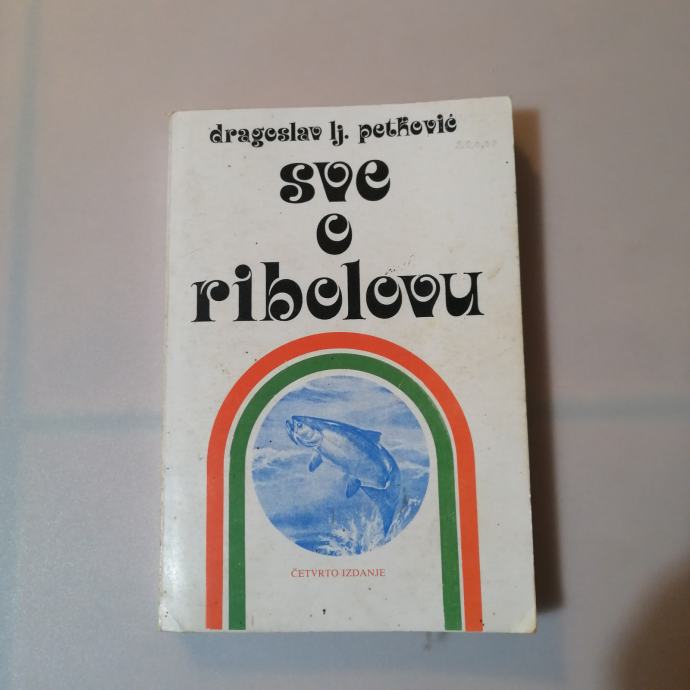 dragoslav lj. petković
sve
o
ribolovu
ČETVRTO IZDANJE